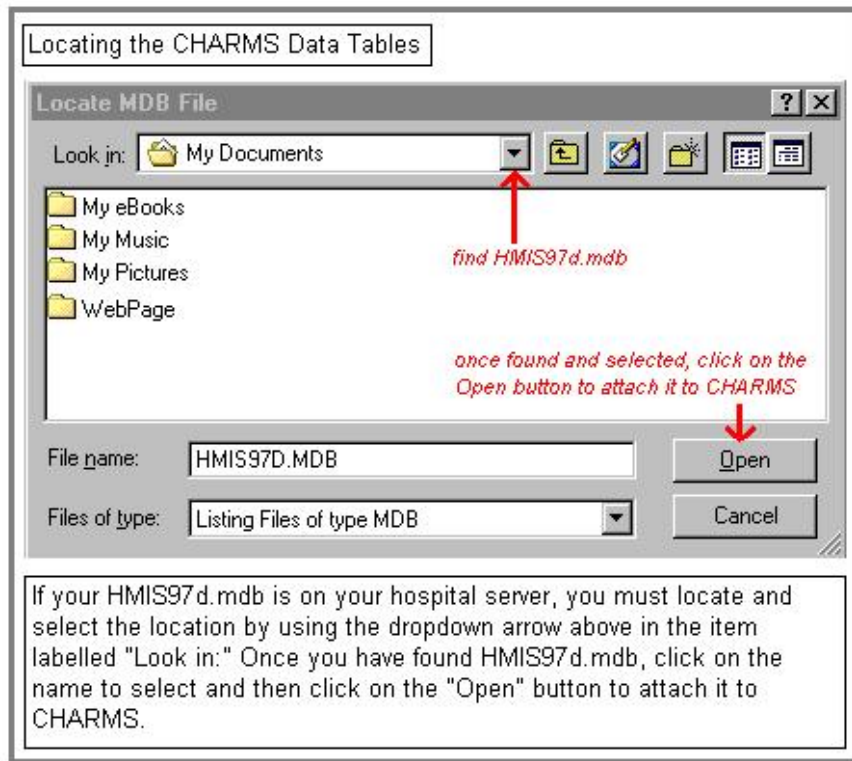 Locating the CHARMS Data Tables
Locate MDB File
Look in: My Documents
My eBooks
My Music
My Pictures
WebPage
find HMIS97d.mdb
once found and selected, click on the
Open button to attach it to CHARMS
File name: HMIS97D.MDB Open
Files of type: Listing Files of type MDB Cancel
If your HMIS97d.mdb is on your hospital server, you must locate and
select the location by using the dropdown arrow above in the item
labelled "Look in:" Once you have found HMIS97d.mdb, click on the
name to select and then click on the "Open" button to attach it to
CHARMS.